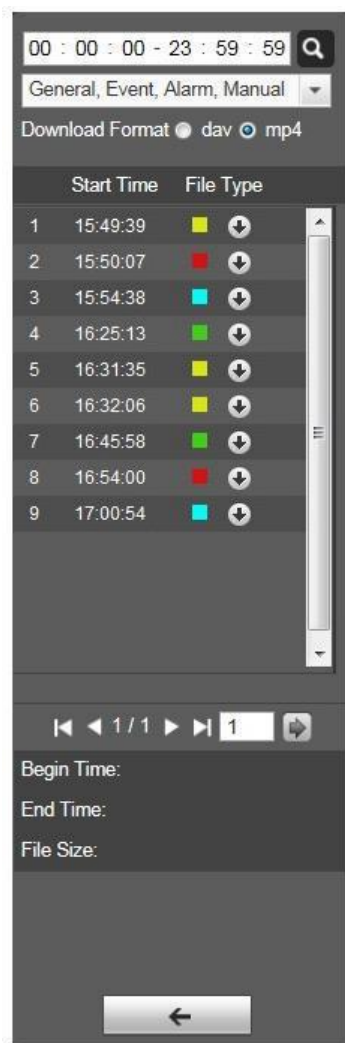 00 : 00 : 00 - 23 : 59 : 59
General, Event, Alarm, Manual
Download Format dav mp4
Start Time File Type
1 15:49:39
2 15:50:07
3 15:54:38
4 16:25:13
5 16:31:35
6 16:32:06
7 16:45:58
8 16:54:00
9 17:00:54
1 / 1 1
Begin Time:
End Time:
File Size: